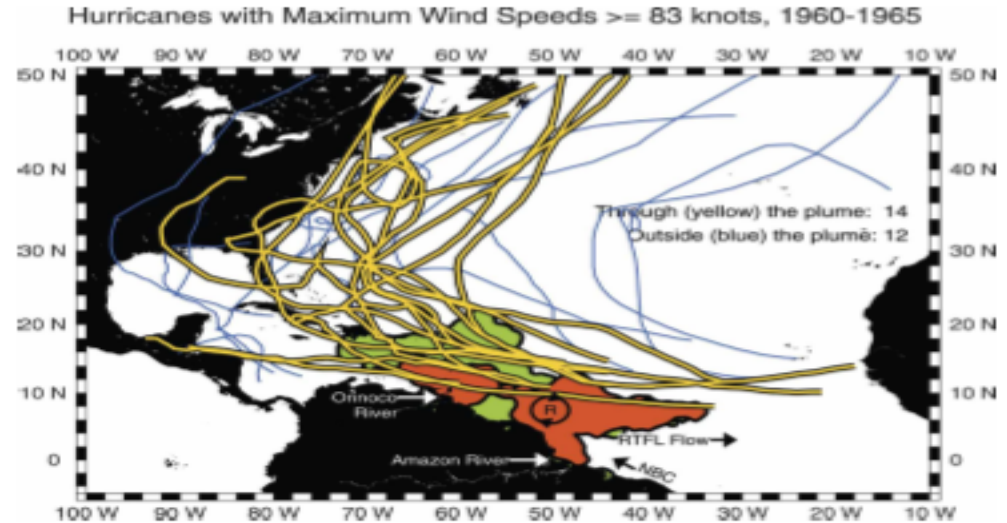 Hurricanes with Maximum Wind Speeds >= 83 knots, 1960-1965
100 W 90 W 80 W 70 W 60 W 50 W 40 W 30 W 20 W 10 W
50 N 50 N
40 N 40 N
Through (yellow) the plume: 14
Outside (blue) the plume: 12
30 N 30 N
20 N 20 N
10 N 10 N
Orinoco
River
R
RTFL Flow
Amazon River
NBC
0 0
100 W 90 W 80 W 70 W 60 W 50 W 40 W 30 W 20 W 10 W